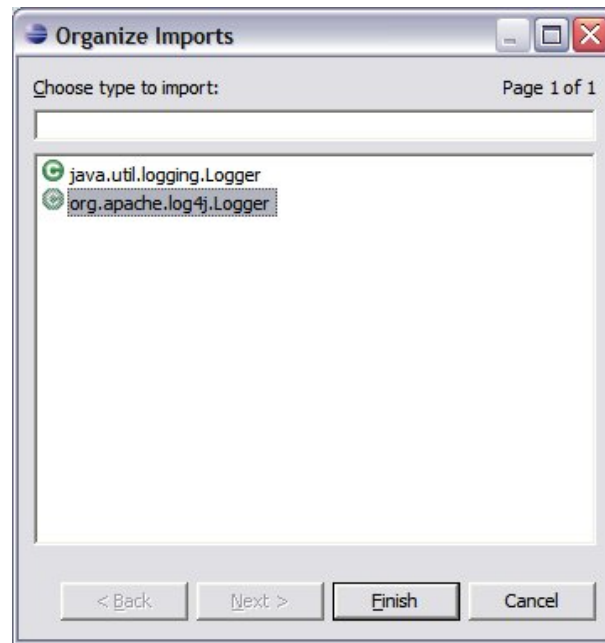 Organize Imports
Choose type to import: Page 1 of 1
java.util.logging.Logger
org.apache.log4j.Logger
< Back Next > Finish Cancel